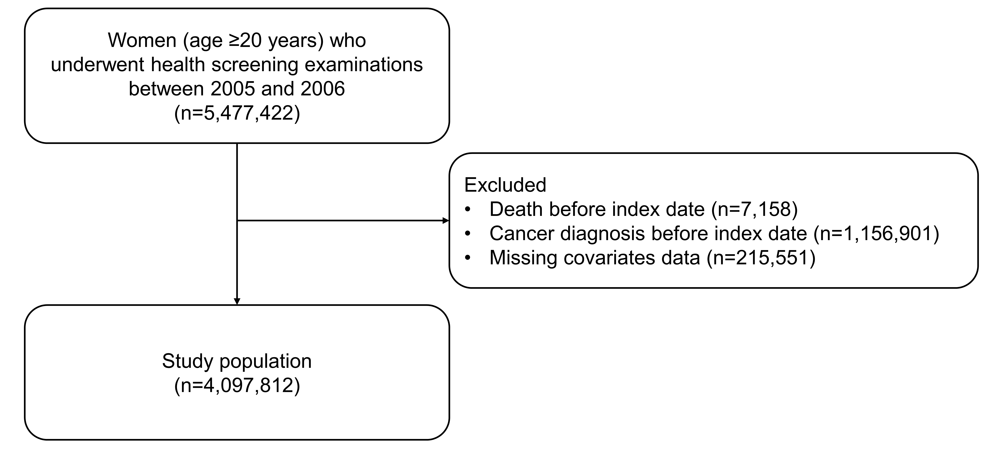 Women (age ≥20 years) who
underwent health screening examinations
between 2005 and 2006
(n=5,477,422)
Excluded
• Death before index date (n=7,158)
• Cancer diagnosis before index date (n=1,156,901)
• Missing covariates data (n=215,551)
Study population
(n=4,097,812)